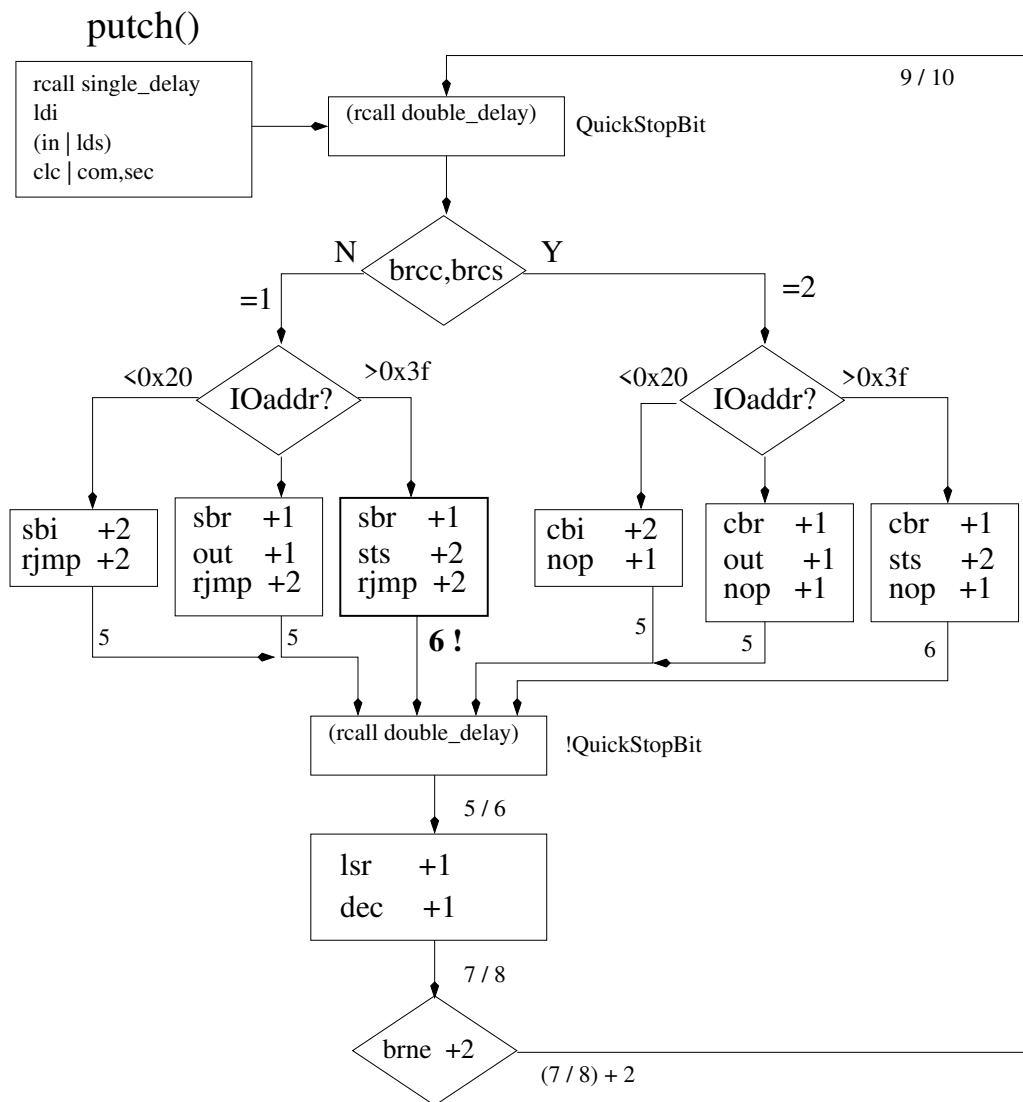 putch()
rcall single_delay
ldi
(in | lds)
clc | com,sec
9 / 10
(rcall double_delay)
QuickStopBit
N
brcc,brcs
Y
=1
=2
<0x20
IOaddr?
>0x3f
<0x20
IOaddr?
>0x3f
sbi +2
rjmp +2
sbr +1
out +1
rjmp +2
sbr +1
sts +2
rjmp +2
cbi +2
nop +1
cbr +1
out +1
nop +1
cbr +1
sts +2
nop +1
5
5
6 !
5
5
6
(rcall double_delay)
!QuickStopBit
5 / 6
lsr +1
dec +1
7 / 8
brne +2
(7 / 8) + 2